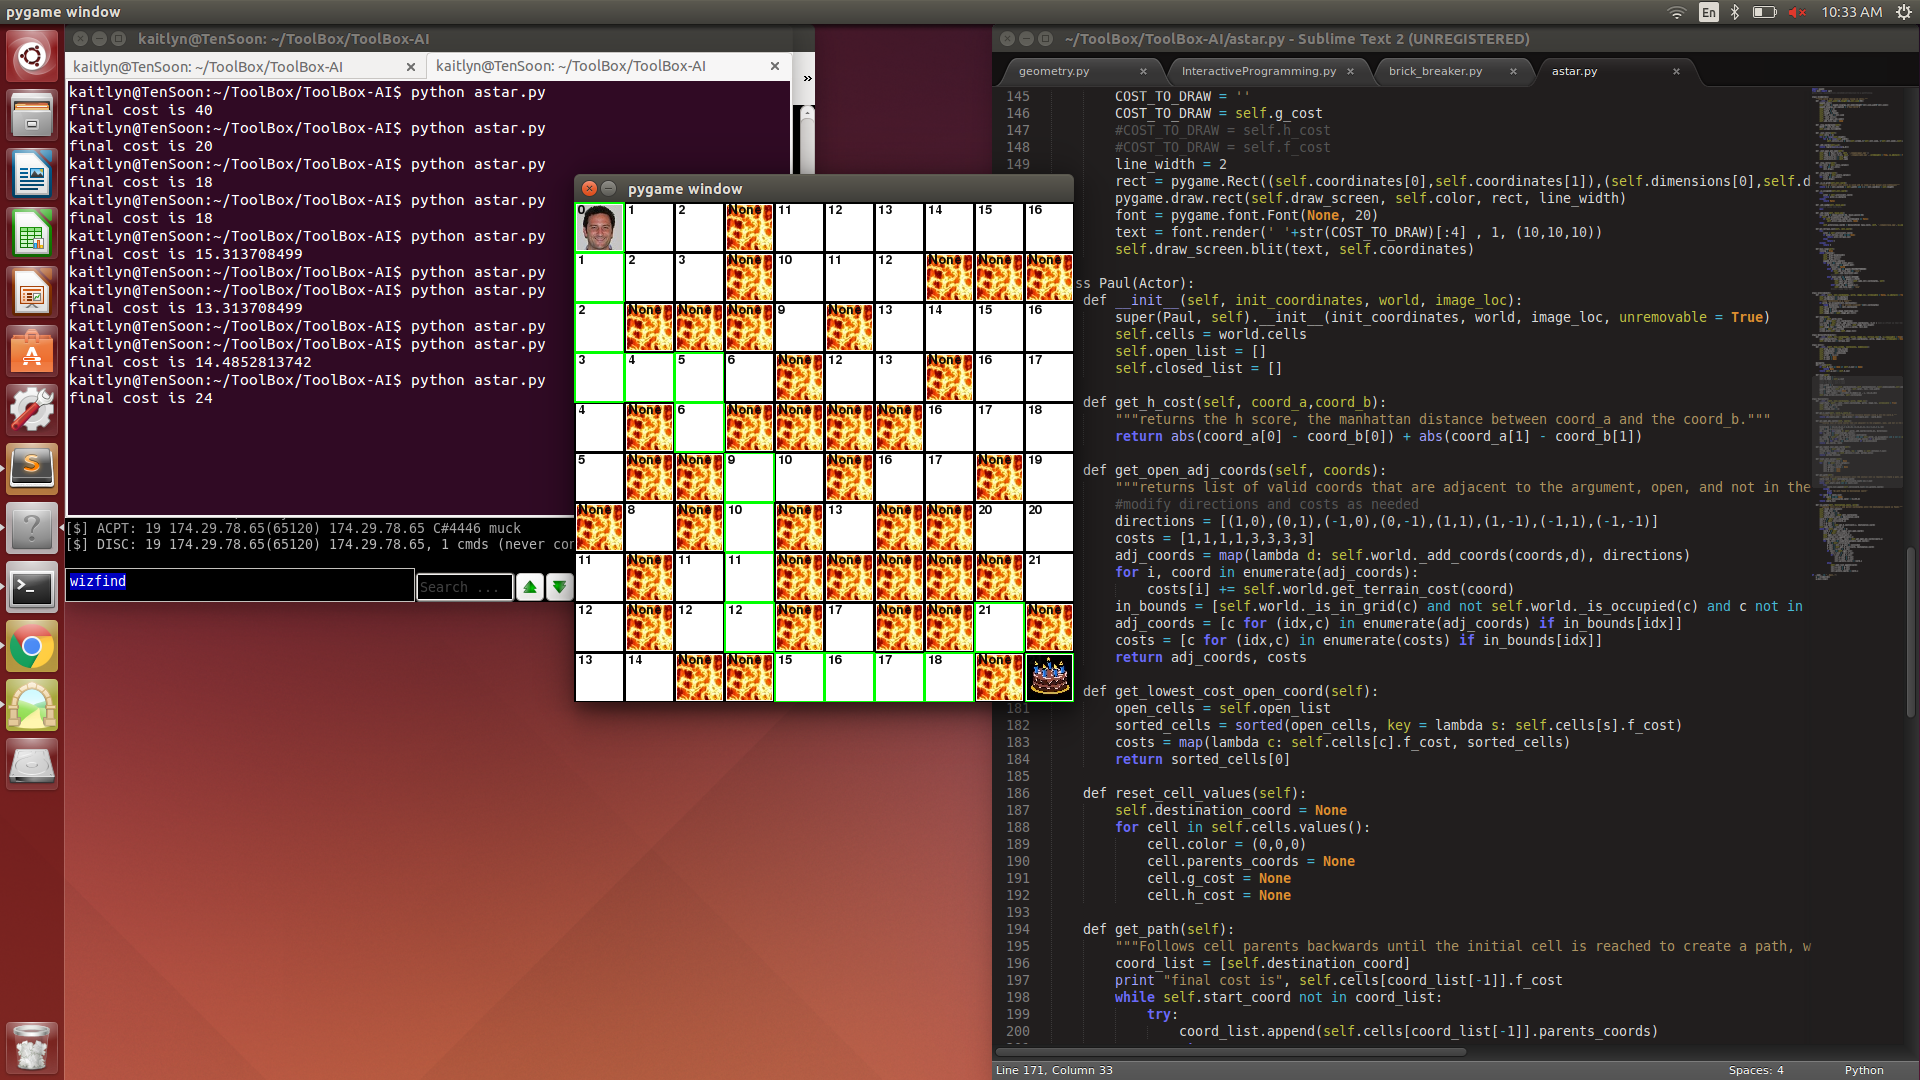 pygame window
En
10:33 AM
kaitlyn@TenSoon: ~/ToolBox/ToolBox-AI
kaitlyn@TenSoon: ~/ToolBox/ToolBox-AI
kaitlyn@TenSoon: ~/ToolBox/ToolBox-AI
kaitlyn@TenSoon:~/ToolBox/ToolBox-AI$ python astar.py
final cost is 40
kaitlyn@TenSoon:~/ToolBox/ToolBox-AI$ python astar.py
final cost is 20
kaitlyn@TenSoon:~/ToolBox/ToolBox-AI$ python astar.py
final cost is 18
kaitlyn@TenSoon:~/ToolBox/ToolBox-AI$ python astar.py
final cost is 18
kaitlyn@TenSoon:~/ToolBox/ToolBox-AI$ python astar.py
final cost is 15.313708499
kaitlyn@TenSoon:~/ToolBox/ToolBox-AI$ python astar.py
kaitlyn@TenSoon:~/ToolBox/ToolBox-AI$ python astar.py
final cost is 13.313708499
kaitlyn@TenSoon:~/ToolBox/ToolBox-AI$ python astar.py
kaitlyn@TenSoon:~/ToolBox/ToolBox-AI$ python astar.py
final cost is 14.4852813742
kaitlyn@TenSoon:~/ToolBox/ToolBox-AI$ python astar.py
final cost is 24
[$] ACPT: 19 174.29.78.65(65120) 174.29.78.65 C#4446 muck
[$] DISC: 19 174.29.78.65(65120) 174.29.78.65, 1 cmds (never con
wizfind
Search ...
pygame window
0 1 2 None 11 12 13 14 15 16
1 2 3 None 10 11 12 None None None
2 None None None 9 None 13 14 15 16
3 4 5 6 None 12 13 None 16 17
4 None 6 None None None None 16 17 18
5 None None 9 10 None 16 17 None 19
None 8 None 10 None 13 None None 20 20
11 None 11 11 None None None None None 21
12 None 12 12 None 17 None None 21 None
13 14 None None 15 16 17 18 None
~/ToolBox/ToolBox-AI/astar.py - Sublime Text 2 (UNREGISTERED)
geometry.py
InteractiveProgramming.py
brick_breaker.py
astar.py
145 COST_TO_DRAW = ''
146 COST_TO_DRAW = self.g_cost
147 #COST_TO_DRAW = self.h_cost
148 #COST_TO_DRAW = self.f_cost
149 line_width = 2
rect = pygame.Rect((self.coordinates[0],self.coordinates[1]),(self.dimensions[0],self.d
pygame.draw.rect(self.draw_screen, self.color, rect, line_width)
font = pygame.font.Font(None, 20)
text = font.render(' '+str(COST_TO_DRAW)[:4] , 1, (10,10,10))
self.draw_screen.blit(text, self.coordinates)
ss Paul(Actor):
def __init__(self, init_coordinates, world, image_loc):
super(Paul, self).__init__(init_coordinates, world, image_loc, unremovable = True)
self.cells = world.cells
self.open_list = []
self.closed_list = []
def get_h_cost(self, coord_a,coord_b):
"""returns the h score, the manhattan distance between coord_a and the coord_b."""
return abs(coord_a[0] - coord_b[0]) + abs(coord_a[1] - coord_b[1])
def get_open_adj_coords(self, coords):
"""returns list of valid coords that are adjacent to the argument, open, and not in the
#modify directions and costs as needed
directions = [(1,0),(0,1),(-1,0),(0,-1),(1,1),(1,-1),(-1,1),(-1,-1)]
costs = [1,1,1,1,3,3,3,3]
adj_coords = map(lambda d: self.world._add_coords(coords,d), directions)
for i, coord in enumerate(adj_coords):
costs[i] += self.world.get_terrain_cost(coord)
in_bounds = [self.world._is_in_grid(c) and not self.world._is_occupied(c) and c not in
adj_coords = [c for (idx,c) in enumerate(adj_coords) if in_bounds[idx]]
costs = [c for (idx,c) in enumerate(costs) if in_bounds[idx]]
return adj_coords, costs
def get_lowest_cost_open_coord(self):
181 open_cells = self.open_list
182 sorted_cells = sorted(open_cells, key = lambda s: self.cells[s].f_cost)
183 costs = map(lambda c: self.cells[c].f_cost, sorted_cells)
184 return sorted_cells[0]
185
186 def reset_cell_values(self):
187 self.destination_coord = None
188 for cell in self.cells.values():
189 cell.color = (0,0,0)
190 cell.parents_coords = None
191 cell.g_cost = None
192 cell.h_cost = None
193
194 def get_path(self):
195 """Follows cell parents backwards until the initial cell is reached to create a path, w
196 coord_list = [self.destination_coord]
197 print "final cost is", self.cells[coord_list[-1]].f_cost
198 while self.start_coord not in coord_list:
199 try:
200 coord_list.append(self.cells[coord_list[-1]].parents_coords)
Line 171, Column 33
Spaces: 4
Python